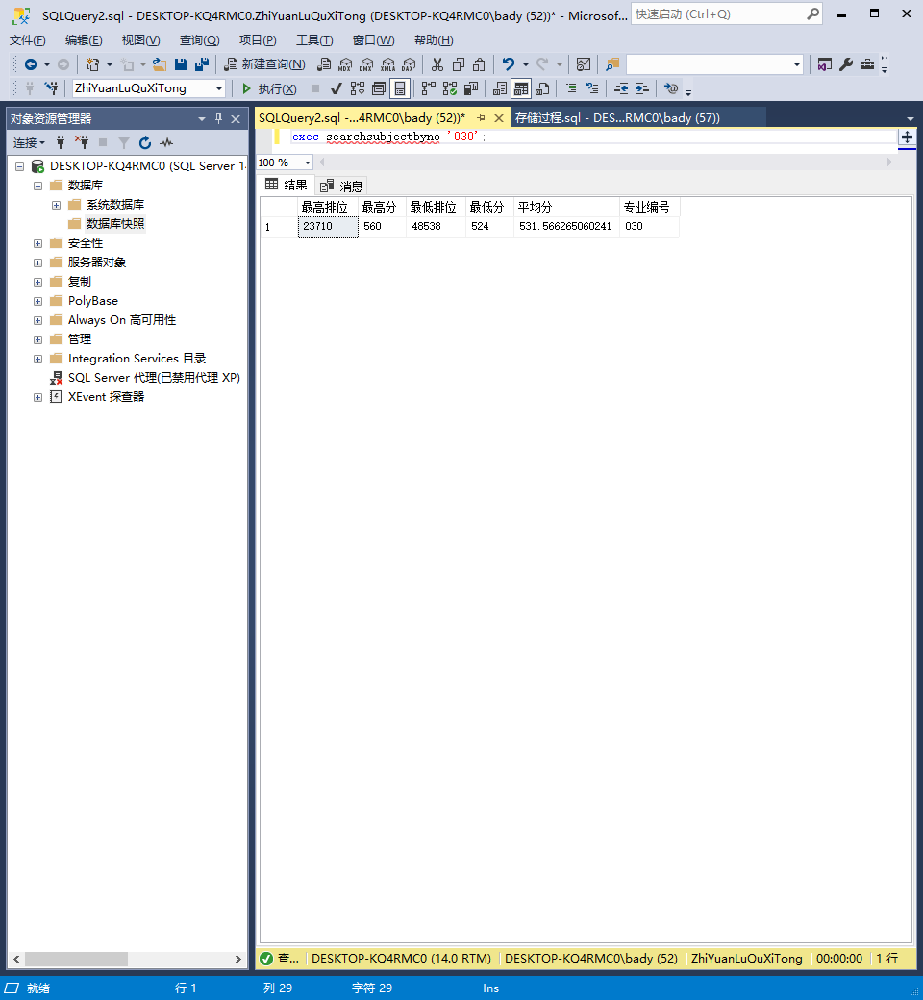 SQLQuery2.sql - DESKTOP-KQ4RMC0.ZhiYuanLuQuXiTong (DESKTOP-KQ4RMC0\bady (52))* - Microsof...
快速启动 (Ctrl+Q)
文件(F) 编辑(E) 视图(V) 查询(Q) 项目(P) 工具(T) 窗口(W) 帮助(H)
新建查询(N) MDX DMX XMLA DAX
ZhiYuanLuQuXiTong 执行(X)
对象资源管理器
连接
DESKTOP-KQ4RMC0 (SQL Server 14
数据库
系统数据库
数据库快照
安全性
服务器对象
复制
PolyBase
Always On 高可用性
管理
Integration Services 目录
SQL Server 代理(已禁用代理 XP)
XEvent 探查器
SQLQuery2.sql -...4RMC0\bady (52))* 存储过程.sql - DES...RMC0\bady (57))
exec searchsubjectbyno '030';
100 %
结果 消息
最高排位 最高分 最低排位 最低分 平均分 专业编号
1 23710 560 48538 524 531.566265060241 030
查... DESKTOP-KQ4RMC0 (14.0 RTM) DESKTOP-KQ4RMC0\bady (52) ZhiYuanLuQuXiTong 00:00:00 1 行
就绪 行 1 列 29 字符 29 Ins